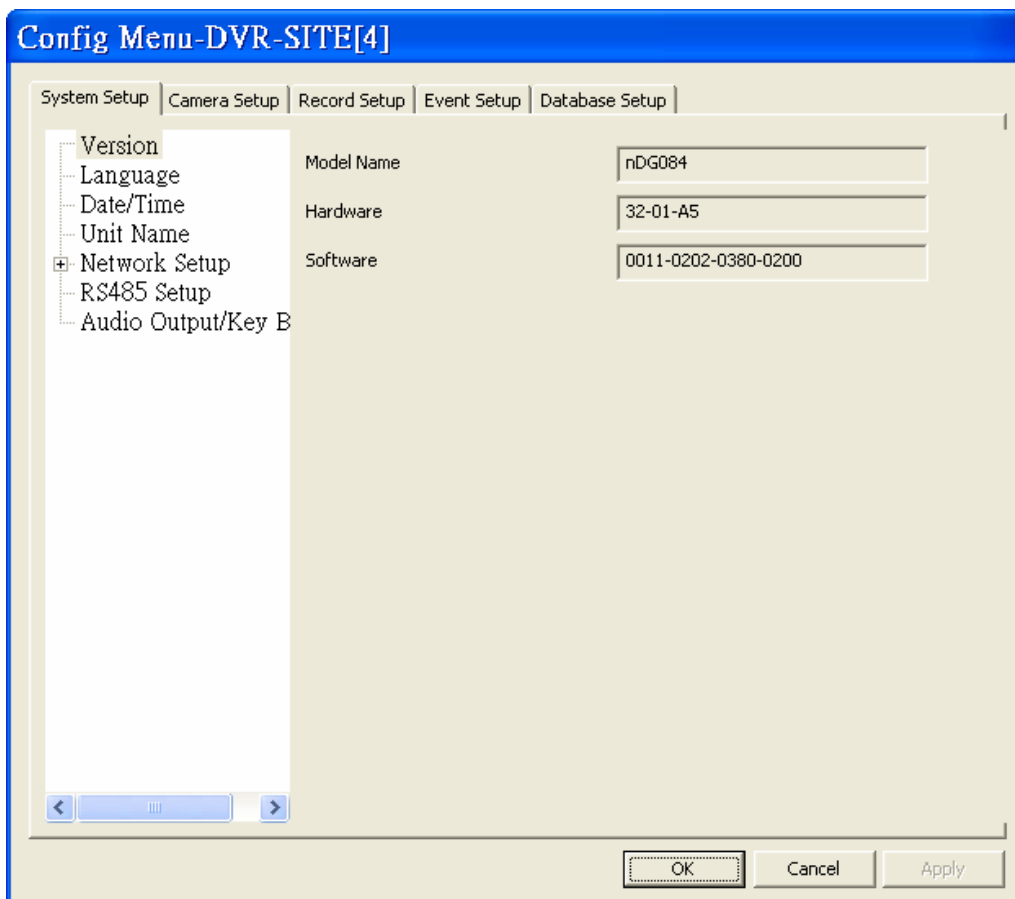 Config Menu-DVR-SITE[4]
System Setup
Camera Setup
Record Setup
Event Setup
Database Setup
Version
Language
Date/Time
Unit Name
Network Setup
RS485 Setup
Audio Output/Key B
Model Name
nDG084
Hardware
32-01-A5
Software
0011-0202-0380-0200
OK
Cancel
Apply